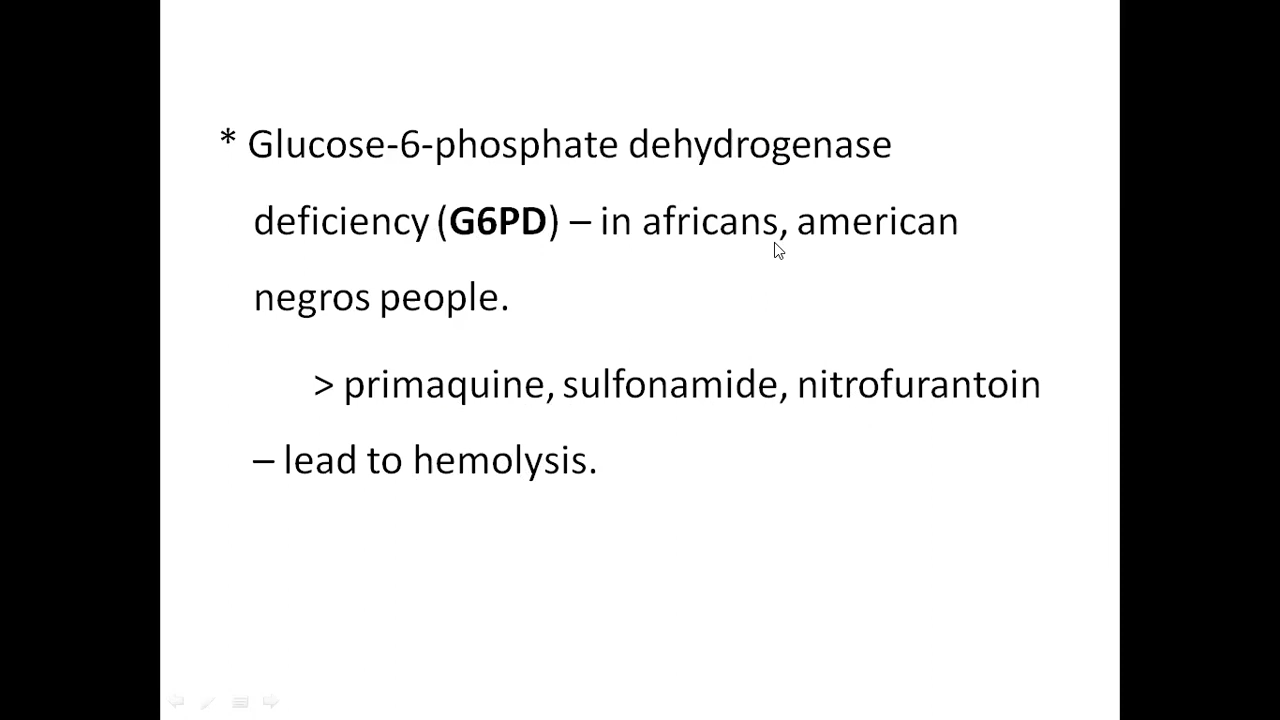 * Glucose-6-phosphate dehydrogenase
deficiency (G6PD) – in africans, american
negros people.
> primaquine, sulfonamide, nitrofurantoin
– lead to hemolysis.